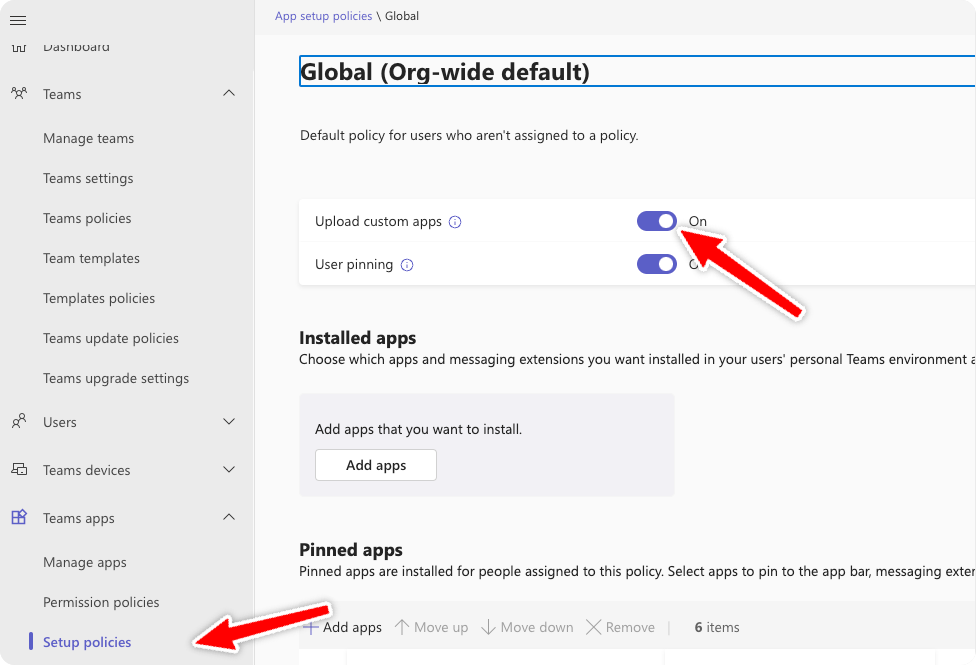 App setup policies \ Global
Dashboard
Teams
Manage teams
Teams settings
Teams policies
Team templates
Templates policies
Teams update policies
Teams upgrade settings
Users
Teams devices
Teams apps
Manage apps
Permission policies
Setup policies
Global (Org-wide default)
Default policy for users who aren't assigned to a policy.
Upload custom apps On
User pinning
Installed apps
Choose which apps and messaging extensions you want installed in your users' personal Teams environment a
Add apps that you want to install.
Add apps
Pinned apps
Pinned apps are installed for people assigned to this policy. Select apps to pin to the app bar, messaging exten
Add apps Move up Move down Remove | 6 items